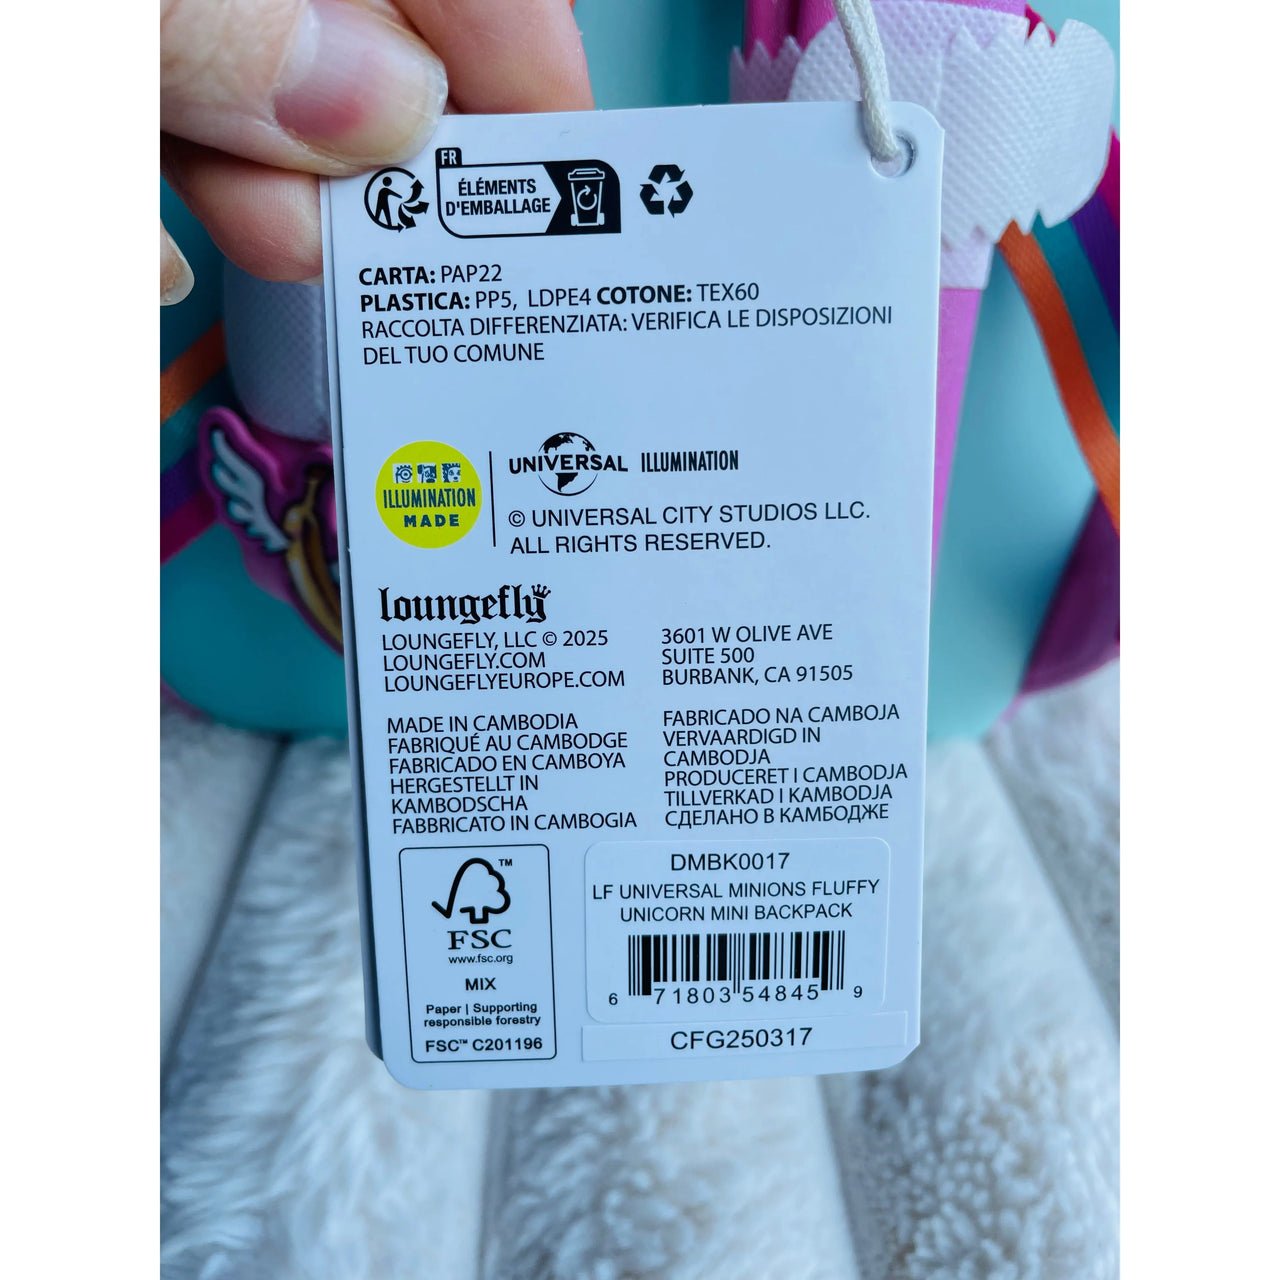 FR
ÉLÉMENTS
D'EMBALLAGE
CARTA: PAP22
PLASTICA: PP5, LDPE4 COTONE: TEX60
RACCOLTA DIFFERENZIATA: VERIFICA LE DISPOSIZIONI
DEL TUO COMUNE
ILLUMINATION
MADE
UNIVERSAL ILLUMINATION
© UNIVERSAL CITY STUDIOS LLC.
ALL RIGHTS RESERVED.
loungefly
LOUNGEFLY, LLC © 2025
LOUNGEFLY.COM
LOUNGEFLYEUROPE.COM
3601 W OLIVE AVE
SUITE 500
BURBANK, CA 91505
MADE IN CAMBODIA
FABRIQUÉ AU CAMBODGE
FABRICADO EN CAMBOYA
HERGESTELLT IN
KAMBODSCHA
FABBRICATO IN CAMBOGIA
FABRICADO NA CAMBOJA
VERVAARDIGD IN
CAMBODJA
PRODUCERET I CAMBODJA
TILLVERKAD I KAMBODJA
СДЕЛАНО В КАМБОДЖЕ
FSC™
www.fsc.org
MIX
Paper | Supporting
responsible forestry
FSC™ C201196
DMBK0017
LF UNIVERSAL MINIONS FLUFFY
UNICORN MINI BACKPACK
6 71803 54845 9
CFG250317